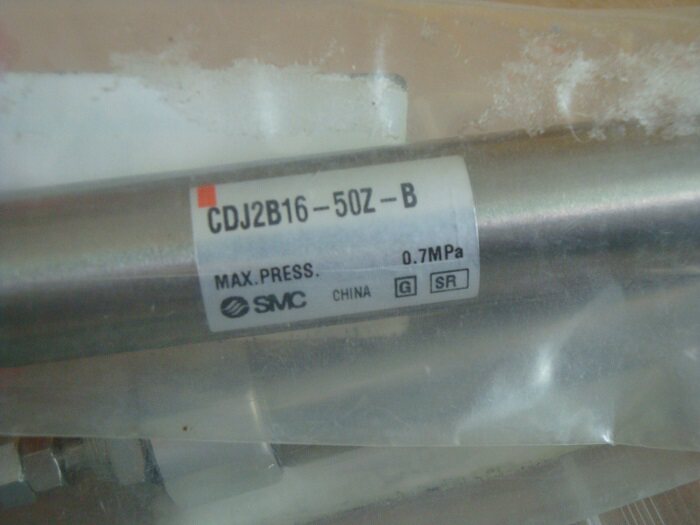 CDJ2B16-50Z-B
MAX.PRESS. 0.7MPa
SMC CHINA G SR